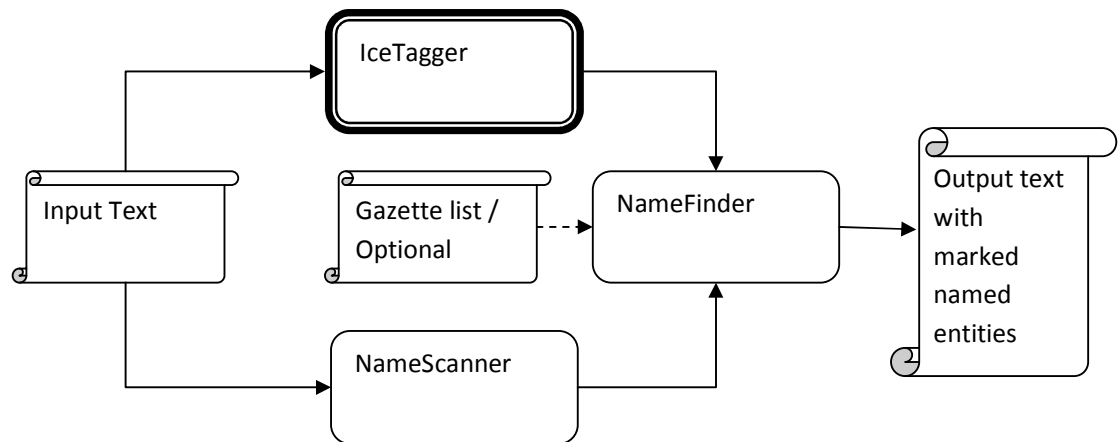 IceTagger
Input Text
Gazette list /
Optional
NameFinder
NameScanner
Output text
with
marked
named
entities